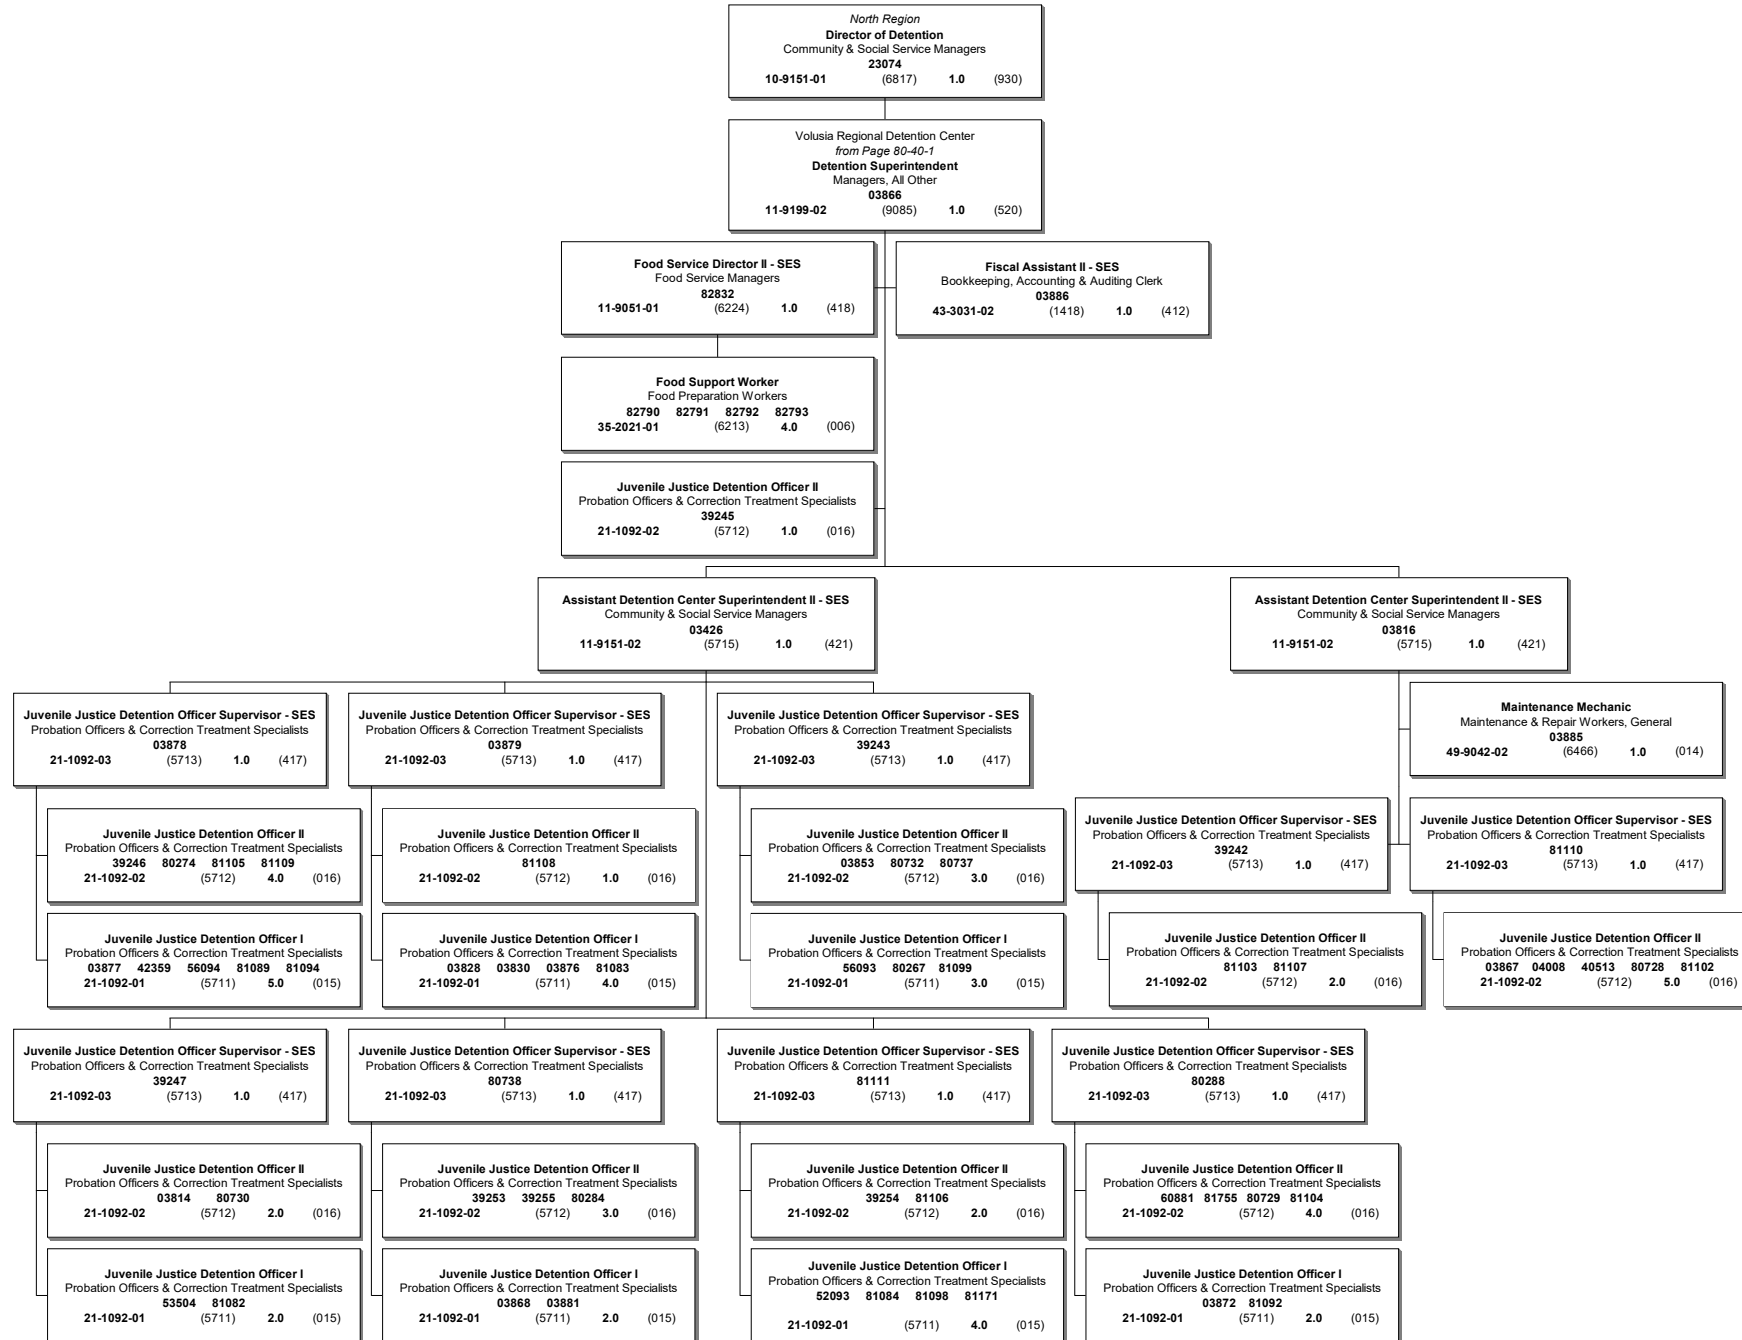 North Region
Director of Detention
Community & Social Service Managers
23074
10-9151-01 (6817) 1.0 (930)
Volusia Regional Detention Center
from Page 80-40-1
Detention Superintendent
Managers, All Other
03866
11-9199-02 (9085) 1.0 (520)
Food Service Director II - SES
Food Service Managers
82832
11-9051-01 (6224) 1.0 (418)
Fiscal Assistant II - SES
Bookkeeping, Accounting & Auditing Clerk
03886
43-3031-02 (1418) 1.0 (412)
Food Support Worker
Food Preparation Workers
82790 82791 82792 82793
35-2021-01 (6213) 4.0 (006)
Juvenile Justice Detention Officer II
Probation Officers & Correction Treatment Specialists
39245
21-1092-02 (5712) 1.0 (016)
Assistant Detention Center Superintendent II - SES
Community & Social Service Managers
03426
11-9151-02 (5715) 1.0 (421)
Assistant Detention Center Superintendent II - SES
Community & Social Service Managers
03816
11-9151-02 (5715) 1.0 (421)
Juvenile Justice Detention Officer Supervisor - SES
Probation Officers & Correction Treatment Specialists
03878
21-1092-03 (5713) 1.0 (417)
Juvenile Justice Detention Officer Supervisor - SES
Probation Officers & Correction Treatment Specialists
03879
21-1092-03 (5713) 1.0 (417)
Juvenile Justice Detention Officer Supervisor - SES
Probation Officers & Correction Treatment Specialists
39243
21-1092-03 (5713) 1.0 (417)
Maintenance Mechanic
Maintenance & Repair Workers, General
03885
49-9042-02 (6466) 1.0 (014)
Juvenile Justice Detention Officer II
Probation Officers & Correction Treatment Specialists
39246 80274 81105 81109
21-1092-02 (5712) 4.0 (016)
Juvenile Justice Detention Officer II
Probation Officers & Correction Treatment Specialists
81108
21-1092-02 (5712) 1.0 (016)
Juvenile Justice Detention Officer II
Probation Officers & Correction Treatment Specialists
03853 80732 80737
21-1092-02 (5712) 3.0 (016)
Juvenile Justice Detention Officer Supervisor - SES
Probation Officers & Correction Treatment Specialists
39242
21-1092-03 (5713) 1.0 (417)
Juvenile Justice Detention Officer Supervisor - SES
Probation Officers & Correction Treatment Specialists
81110
21-1092-03 (5713) 1.0 (417)
Juvenile Justice Detention Officer I
Probation Officers & Correction Treatment Specialists
03877 42359 56094 81089 81094
21-1092-01 (5711) 5.0 (015)
Juvenile Justice Detention Officer I
Probation Officers & Correction Treatment Specialists
03828 03830 03876 81083
21-1092-01 (5711) 4.0 (015)
Juvenile Justice Detention Officer I
Probation Officers & Correction Treatment Specialists
56093 80267 81099
21-1092-01 (5711) 3.0 (015)
Juvenile Justice Detention Officer II
Probation Officers & Correction Treatment Specialists
81103 81107
21-1092-02 (5712) 2.0 (016)
Juvenile Justice Detention Officer II
Probation Officers & Correction Treatment Specialists
03867 04008 40513 80728 81102
21-1092-02 (5712) 5.0 (016)
Juvenile Justice Detention Officer Supervisor - SES
Probation Officers & Correction Treatment Specialists
39247
21-1092-03 (5713) 1.0 (417)
Juvenile Justice Detention Officer Supervisor - SES
Probation Officers & Correction Treatment Specialists
80738
21-1092-03 (5713) 1.0 (417)
Juvenile Justice Detention Officer Supervisor - SES
Probation Officers & Correction Treatment Specialists
81111
21-1092-03 (5713) 1.0 (417)
Juvenile Justice Detention Officer Supervisor - SES
Probation Officers & Correction Treatment Specialists
80288
21-1092-03 (5713) 1.0 (417)
Juvenile Justice Detention Officer II
Probation Officers & Correction Treatment Specialists
03814 80730
21-1092-02 (5712) 2.0 (016)
Juvenile Justice Detention Officer II
Probation Officers & Correction Treatment Specialists
39253 39255 80284
21-1092-02 (5712) 3.0 (016)
Juvenile Justice Detention Officer II
Probation Officers & Correction Treatment Specialists
39254 81106
21-1092-02 (5712) 2.0 (016)
Juvenile Justice Detention Officer II
Probation Officers & Correction Treatment Specialists
60881 81755 80729 81104
21-1092-02 (5712) 4.0 (016)
Juvenile Justice Detention Officer I
Probation Officers & Correction Treatment Specialists
53504 81082
21-1092-01 (5711) 2.0 (015)
Juvenile Justice Detention Officer I
Probation Officers & Correction Treatment Specialists
03868 03881
21-1092-01 (5711) 2.0 (015)
Juvenile Justice Detention Officer I
Probation Officers & Correction Treatment Specialists
52093 81084 81098 81171
21-1092-01 (5711) 4.0 (015)
Juvenile Justice Detention Officer I
Probation Officers & Correction Treatment Specialists
03872 81092
21-1092-01 (5711) 2.0 (015)